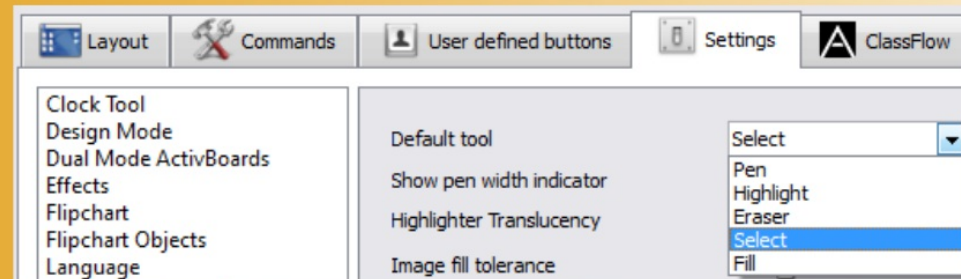 Layout Commands User defined buttons Settings ClassFlow
Clock Tool
Design Mode
Dual Mode ActivBoards
Effects
Flipchart
Flipchart Objects
Language
Default tool Select
Show pen width indicator
Highlighter Translucency
Image fill tolerance
Pen
Highlight
Eraser
Select
Fill